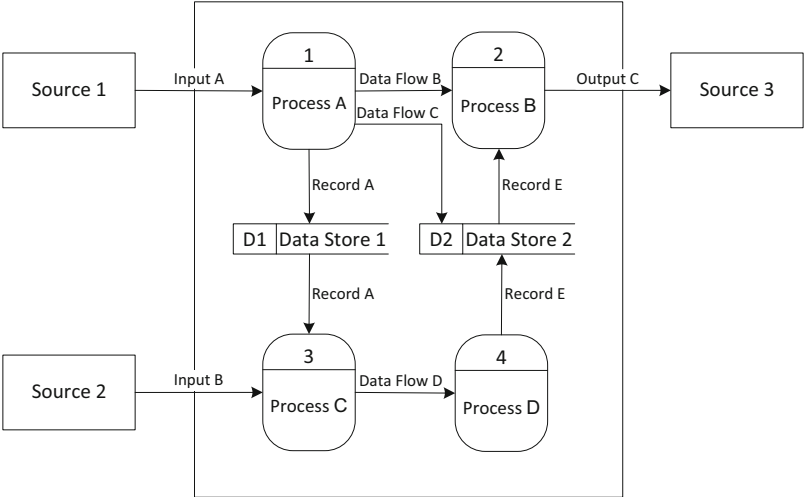 1
2
Source 1
Input A
Process A
Data Flow B
Process B
Output C
Source 3
Data Flow C
Record A
Record E
D1
Data Store 1
D2
Data Store 2
Record A
Record E
3
4
Source 2
Input B
Process C
Data Flow D
Process D